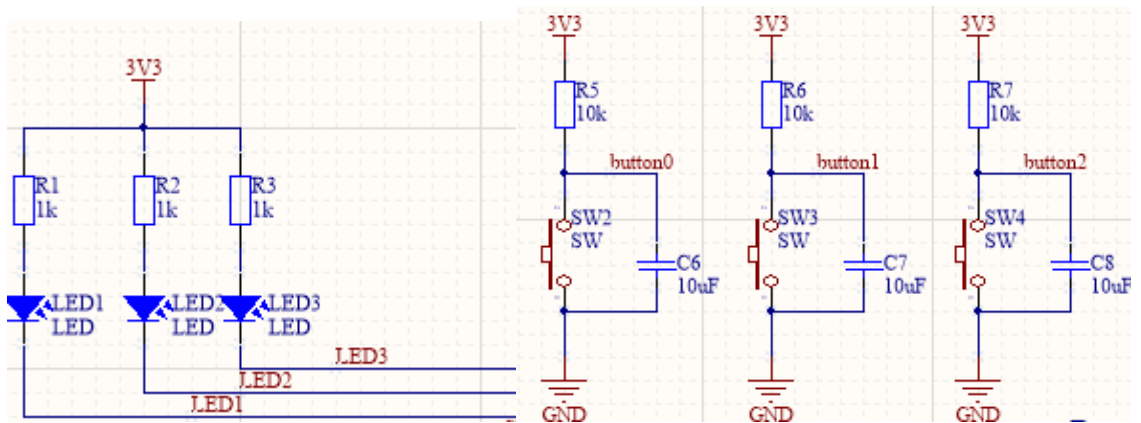 3V3
R1
1k
R2
1k
R3
1k
LED1
LED
LED2
LED
LED3
LED
LED3
LED2
LED1
3V3
R5
10k
button0
SW2
SW
C6
10uF
GND
3V3
R6
10k
button1
SW3
SW
C7
10uF
GND
3V3
R7
10k
button2
SW4
SW
C8
10uF
GND